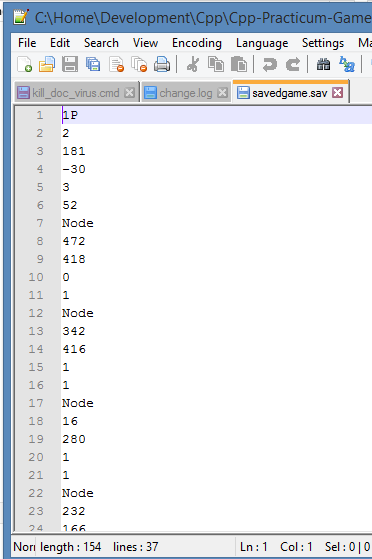 C:\Home\Development\Cpp\Cpp-Practicum-Game
File Edit Search View Encoding Language Settings Ma
kill_doc_virus.cmd change.log savedgame.sav
1 1P
2 2
3 181
4 -30
5 3
6 52
7 Node
8 472
9 418
10 0
11 1
12 Node
13 342
14 416
15 1
16 1
17 Node
18 16
19 280
20 1
21 1
22 Node
23 232
24 166
Nor length : 154 lines : 37 Ln : 1 Col : 1 Sel : 0 | 0